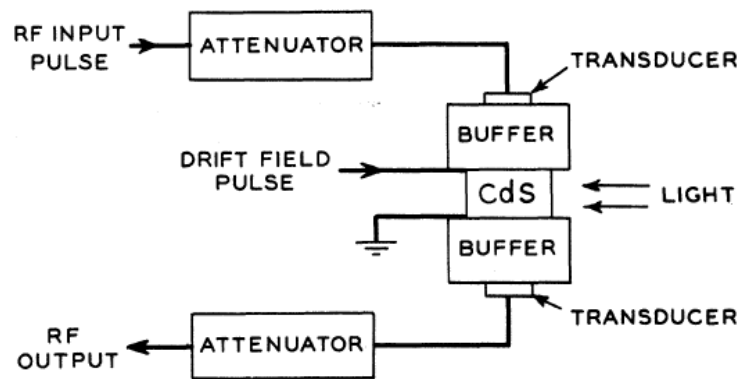 RF INPUT
PULSE
ATTENUATOR
TRANSDUCER
BUFFER
DRIFT FIELD
PULSE
CdS
LIGHT
BUFFER
TRANSDUCER
RF
OUTPUT
ATTENUATOR